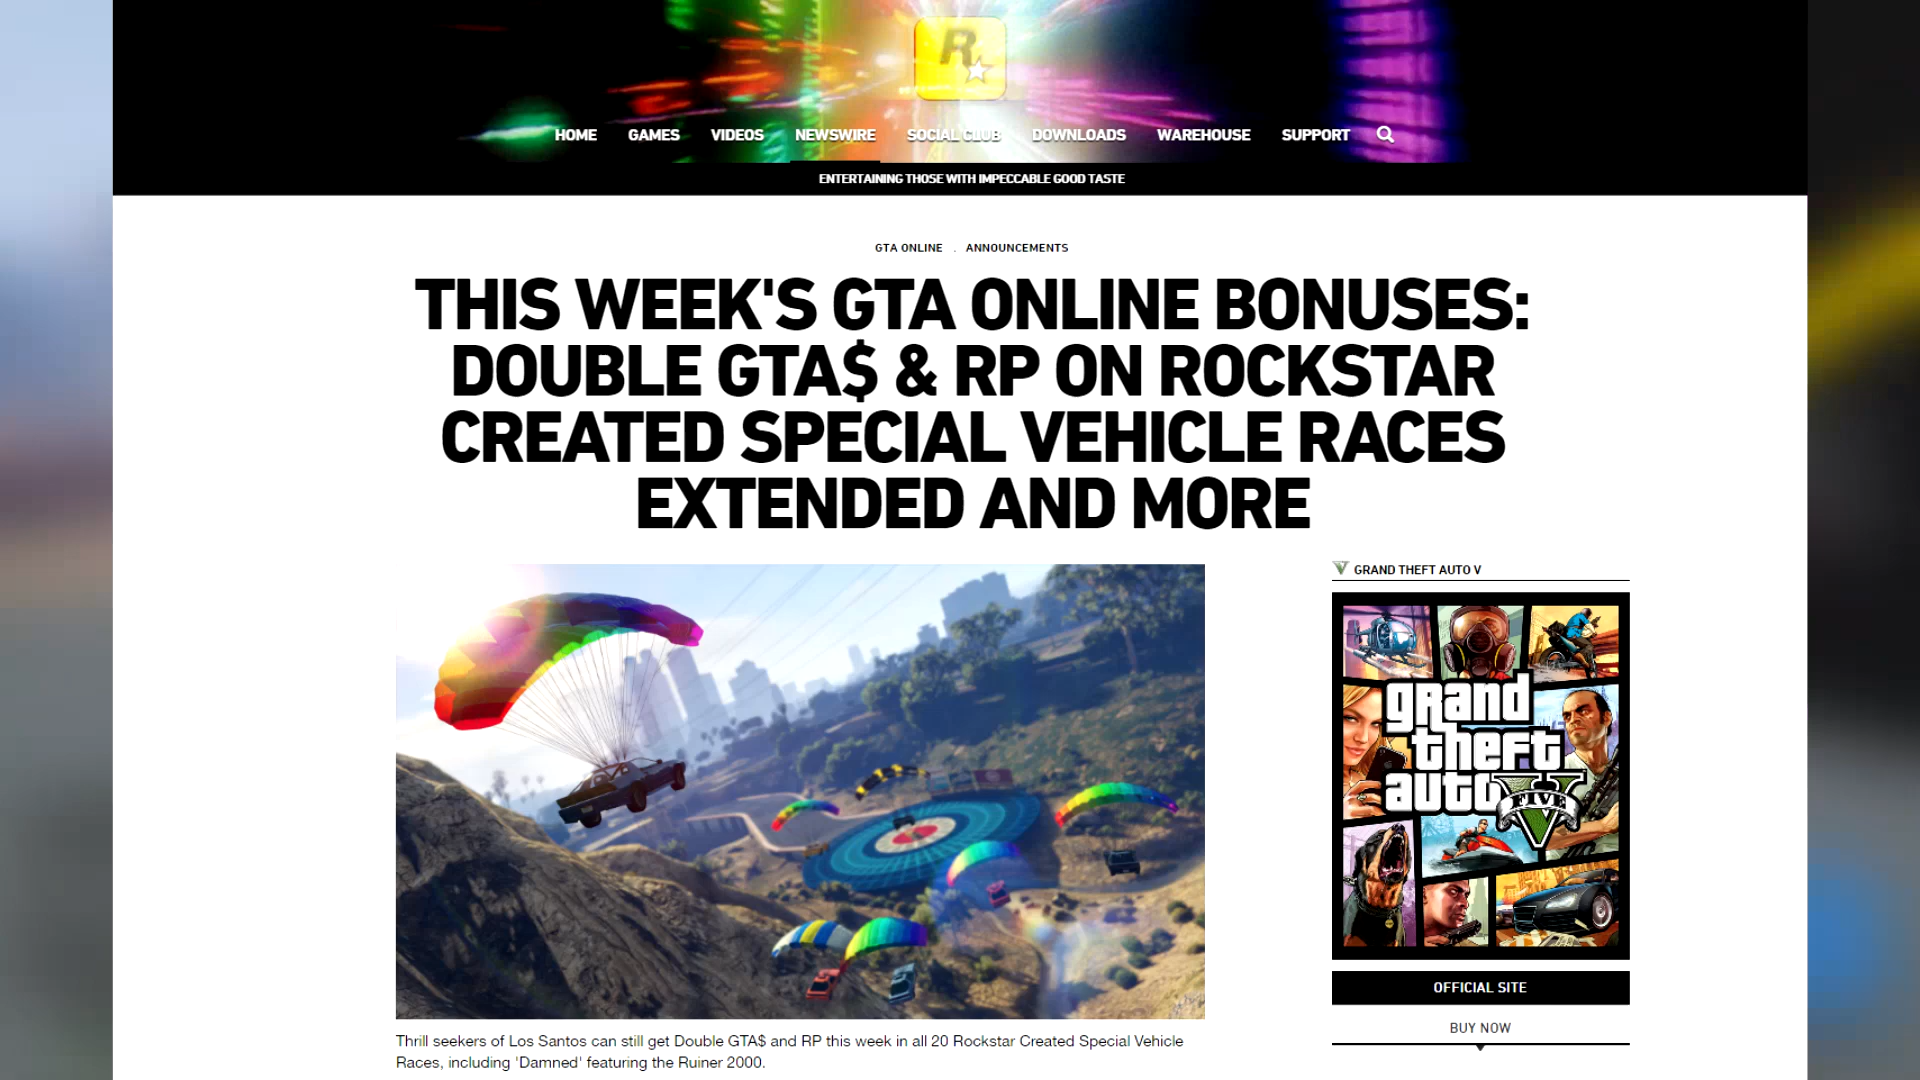 R
HOME GAMES VIDEOS NEWSWIRE SOCIAL CLUB DOWNLOADS WAREHOUSE SUPPORT
ENTERTAINING THOSE WITH IMPECCABLE GOOD TASTE
GTA ONLINE . ANNOUNCEMENTS
THIS WEEK'S GTA ONLINE BONUSES:
DOUBLE GTA$ & RP ON ROCKSTAR
CREATED SPECIAL VEHICLE RACES
EXTENDED AND MORE
V GRAND THEFT AUTO V
grand
theft
auto V
FIVE
OFFICIAL SITE
BUY NOW
Thrill seekers of Los Santos can still get Double GTA$ and RP this week in all 20 Rockstar Created Special Vehicle
Races, including 'Damned' featuring the Ruiner 2000.